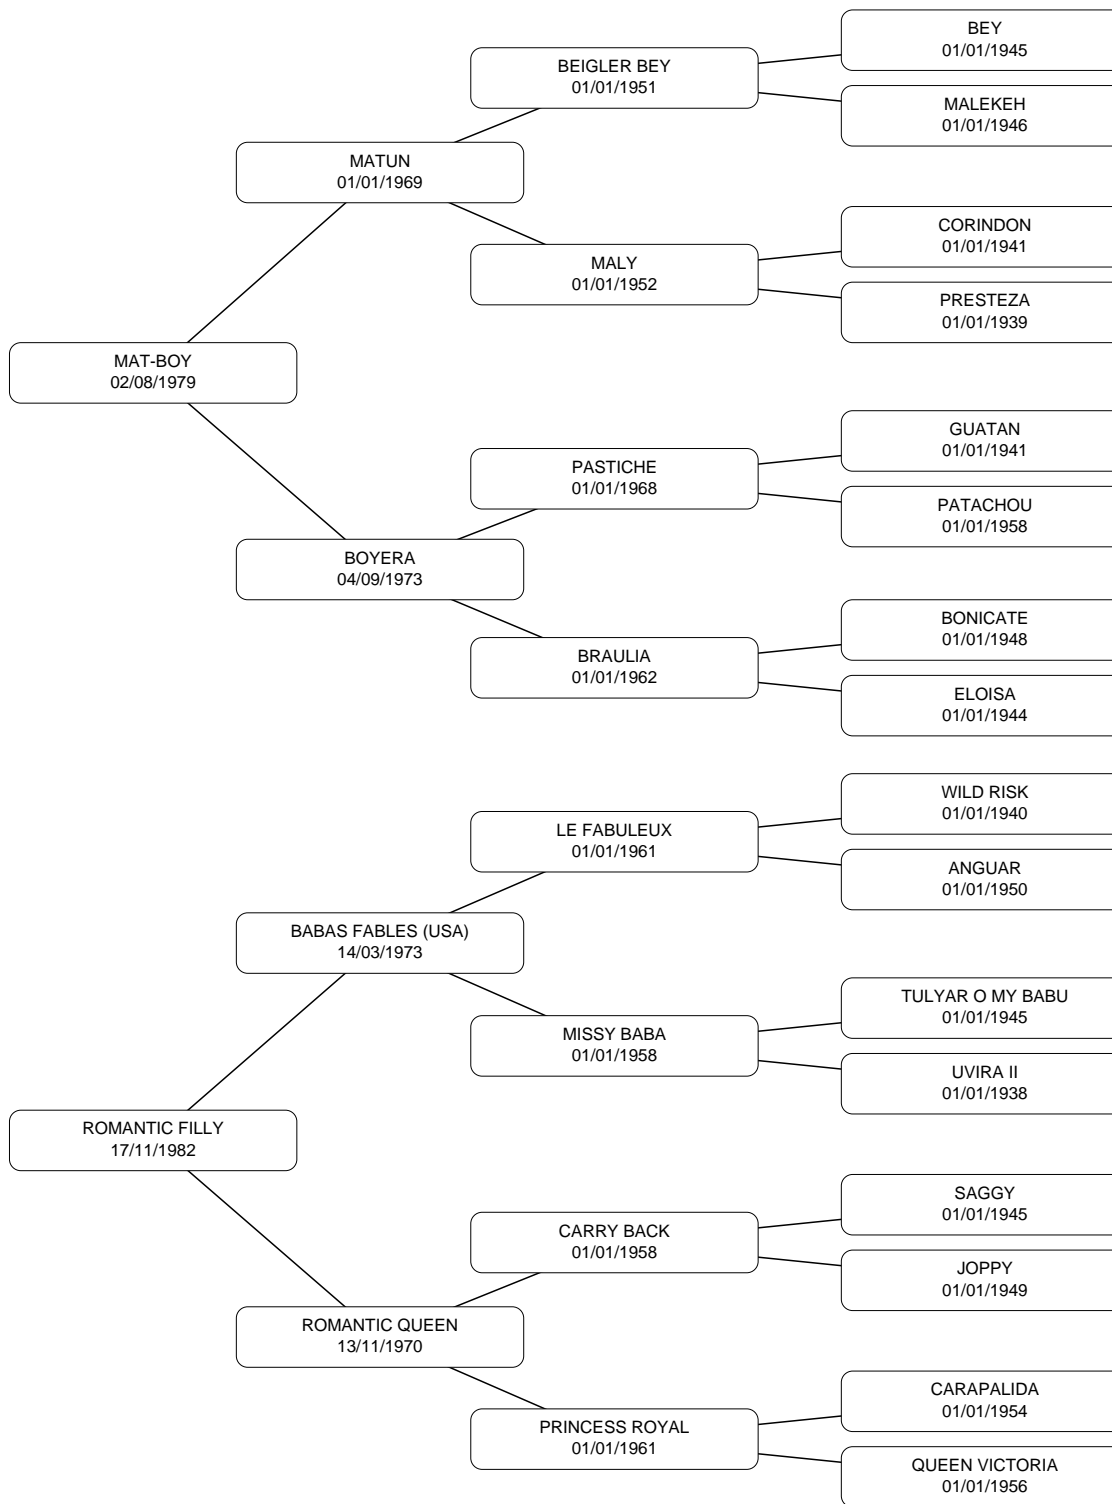 BEY
01/01/1945
BEIGLER BEY
01/01/1951
MALEKEH
01/01/1946
MATUN
01/01/1969
CORINDON
01/01/1941
MALY
01/01/1952
PRESTEZA
01/01/1939
MAT-BOY
02/08/1979
GUATAN
01/01/1941
PASTICHE
01/01/1968
PATACHOU
01/01/1958
BOYERA
04/09/1973
BONICATE
01/01/1948
BRAULIA
01/01/1962
ELOISA
01/01/1944
WILD RISK
01/01/1940
LE FABULEUX
01/01/1961
ANGUAR
01/01/1950
BABAS FABLES (USA)
14/03/1973
TULYAR O MY BABU
01/01/1945
MISSY BABA
01/01/1958
UVIRA II
01/01/1938
ROMANTIC FILLY
17/11/1982
SAGGY
01/01/1945
CARRY BACK
01/01/1958
JOPPY
01/01/1949
ROMANTIC QUEEN
13/11/1970
CARAPALIDA
01/01/1954
PRINCESS ROYAL
01/01/1961
QUEEN VICTORIA
01/01/1956